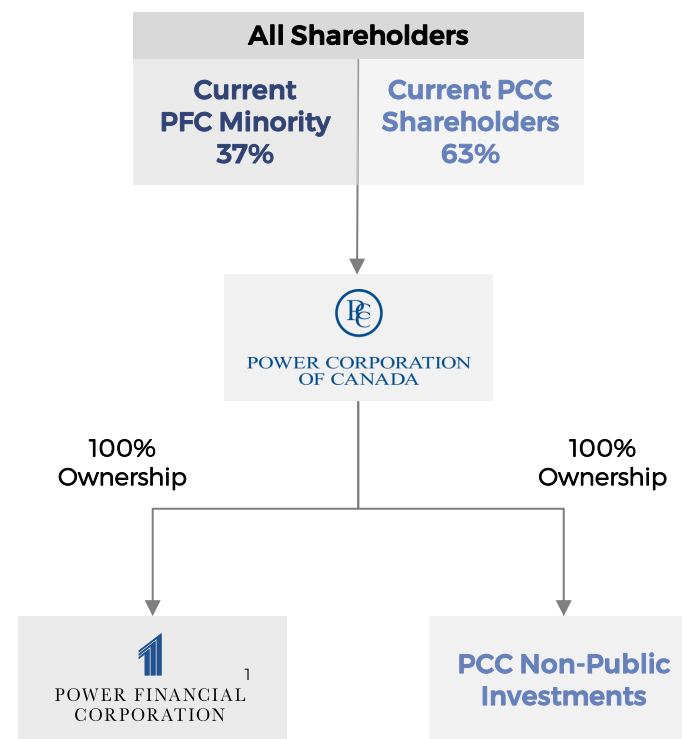 All Shareholders
Current
PFC Minority
37%
Current PCC
Shareholders
63%
PCC
POWER CORPORATION
OF CANADA
100%
Ownership
100%
Ownership
1
POWER FINANCIAL
CORPORATION
PCC Non-Public
Investments